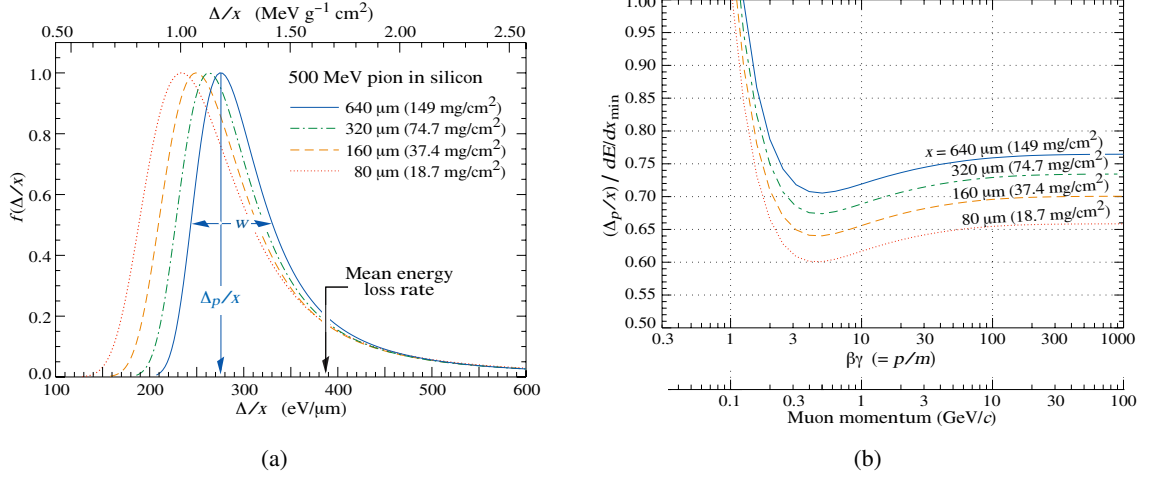 Δ/x (MeV g⁻¹ cm²)
0.50 1.00 1.50 2.00 2.50
f(Δ/x)
1.0
0.8
0.6
0.4
0.2
0.0
500 MeV pion in silicon
640 µm (149 mg/cm²)
320 µm (74.7 mg/cm²)
160 µm (37.4 mg/cm²)
80 µm (18.7 mg/cm²)
w
Δp/x
Mean energy
loss rate
100 200 300 400 500 600
Δ/x (eV/µm)
(a)
(Δp/x) / dE/dx min
1.00
0.95
0.90
0.85
0.80
0.75
0.70
0.65
0.60
0.55
0.50
x = 640 µm (149 mg/cm²)
320 µm (74.7 mg/cm²)
160 µm (37.4 mg/cm²)
80 µm (18.7 mg/cm²)
0.3 1 3 10 30 100 300 1000
βγ (= p/m)
0.1 0.3 1 3 10 30 100
Muon momentum (GeV/c)
(b)